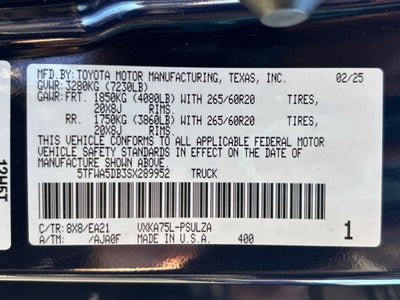 MFD.BY:TOYOTA MOTOR MANUFACTURING, TEXAS, INC. 02/25
GVWR: 3280KG (7230LB)
GAWR: FRT. 1850KG (4080LB) WITH 265/60R20 TIRES,
20X8J RIMS,
RR. 1750KG (3860LB) WITH 265/60R20 TIRES,
20X8J RIMS,
THIS VEHICLE CONFORMS TO ALL APPLICABLE FEDERAL MOTOR
VEHICLE SAFETY STANDARDS IN EFFECT ON THE DATE OF
MANUFACTURE SHOWN ABOVE.
5TFWA5DB3SX289952 TRUCK
C/TR: 8X8/EA21 VXKA75L-PSULZA
A/TM: /AJA0F MADE IN U.S.A. 400 1
12H5T